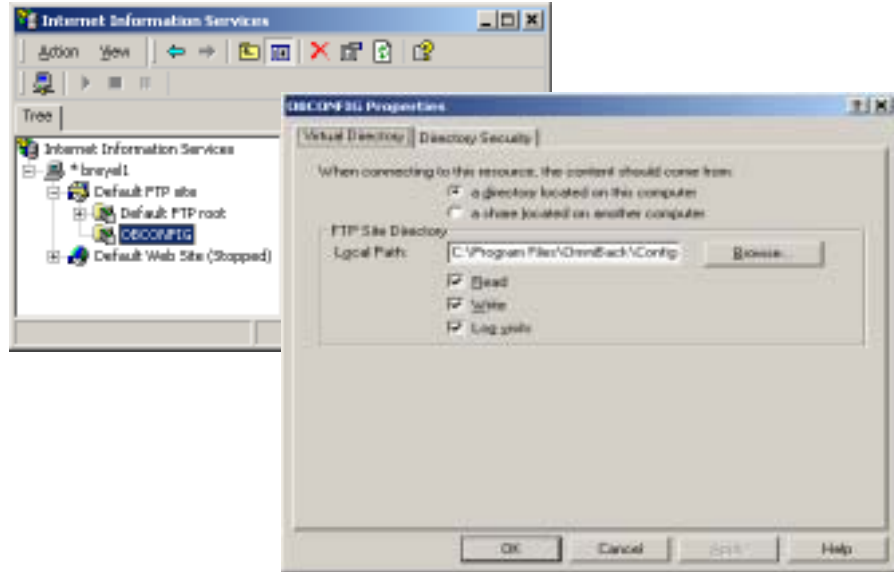 Internet Information Services
Action View
Tree
Internet Information Services
* breyel1
Default FTP site
Default FTP root
OBCONFIG
Default Web Site (Stopped)
OBCONFIG Properties
Virtual Directory Directory Security
When connecting to this resource, the content should come from:
a directory located on this computer
a share located on another computer
FTP Site Directory
Local Path: C:\Program Files\OmniBack\Config Browse...
Read
Write
Log visits
OK Cancel Apply Help